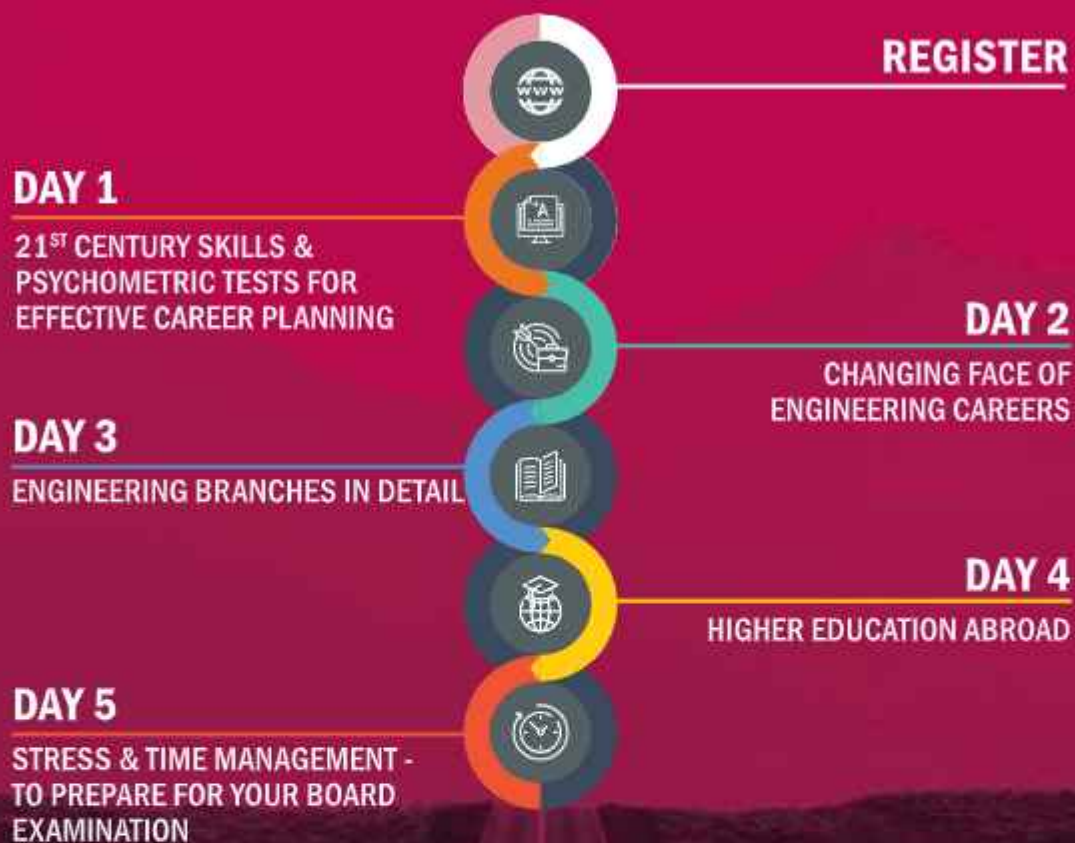 REGISTER
WWW
DAY 1
21ST CENTURY SKILLS &
PSYCHOMETRIC TESTS FOR
EFFECTIVE CAREER PLANNING
A
DAY 2
CHANGING FACE OF
ENGINEERING CAREERS
DAY 3
ENGINEERING BRANCHES IN DETAIL
DAY 4
HIGHER EDUCATION ABROAD
DAY 5
STRESS & TIME MANAGEMENT -
TO PREPARE FOR YOUR BOARD
EXAMINATION